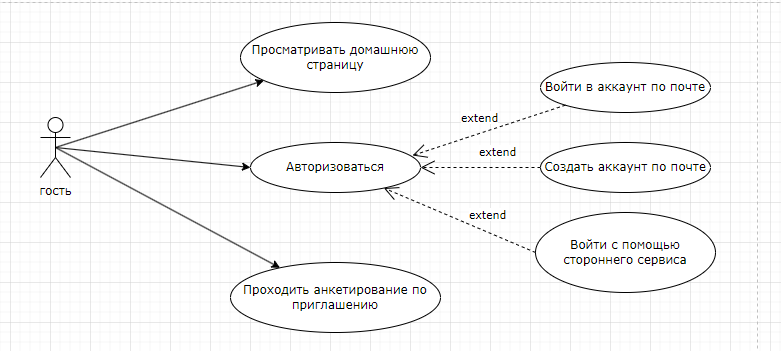 Просматривать домашнюю
страницу
Войти в аккаунт по почте
extend
extend
Авторизоваться
Создать аккаунт по почте
гость
extend
Войти с помощью
стороннего сервиса
Проходить анкетирование по
приглашению